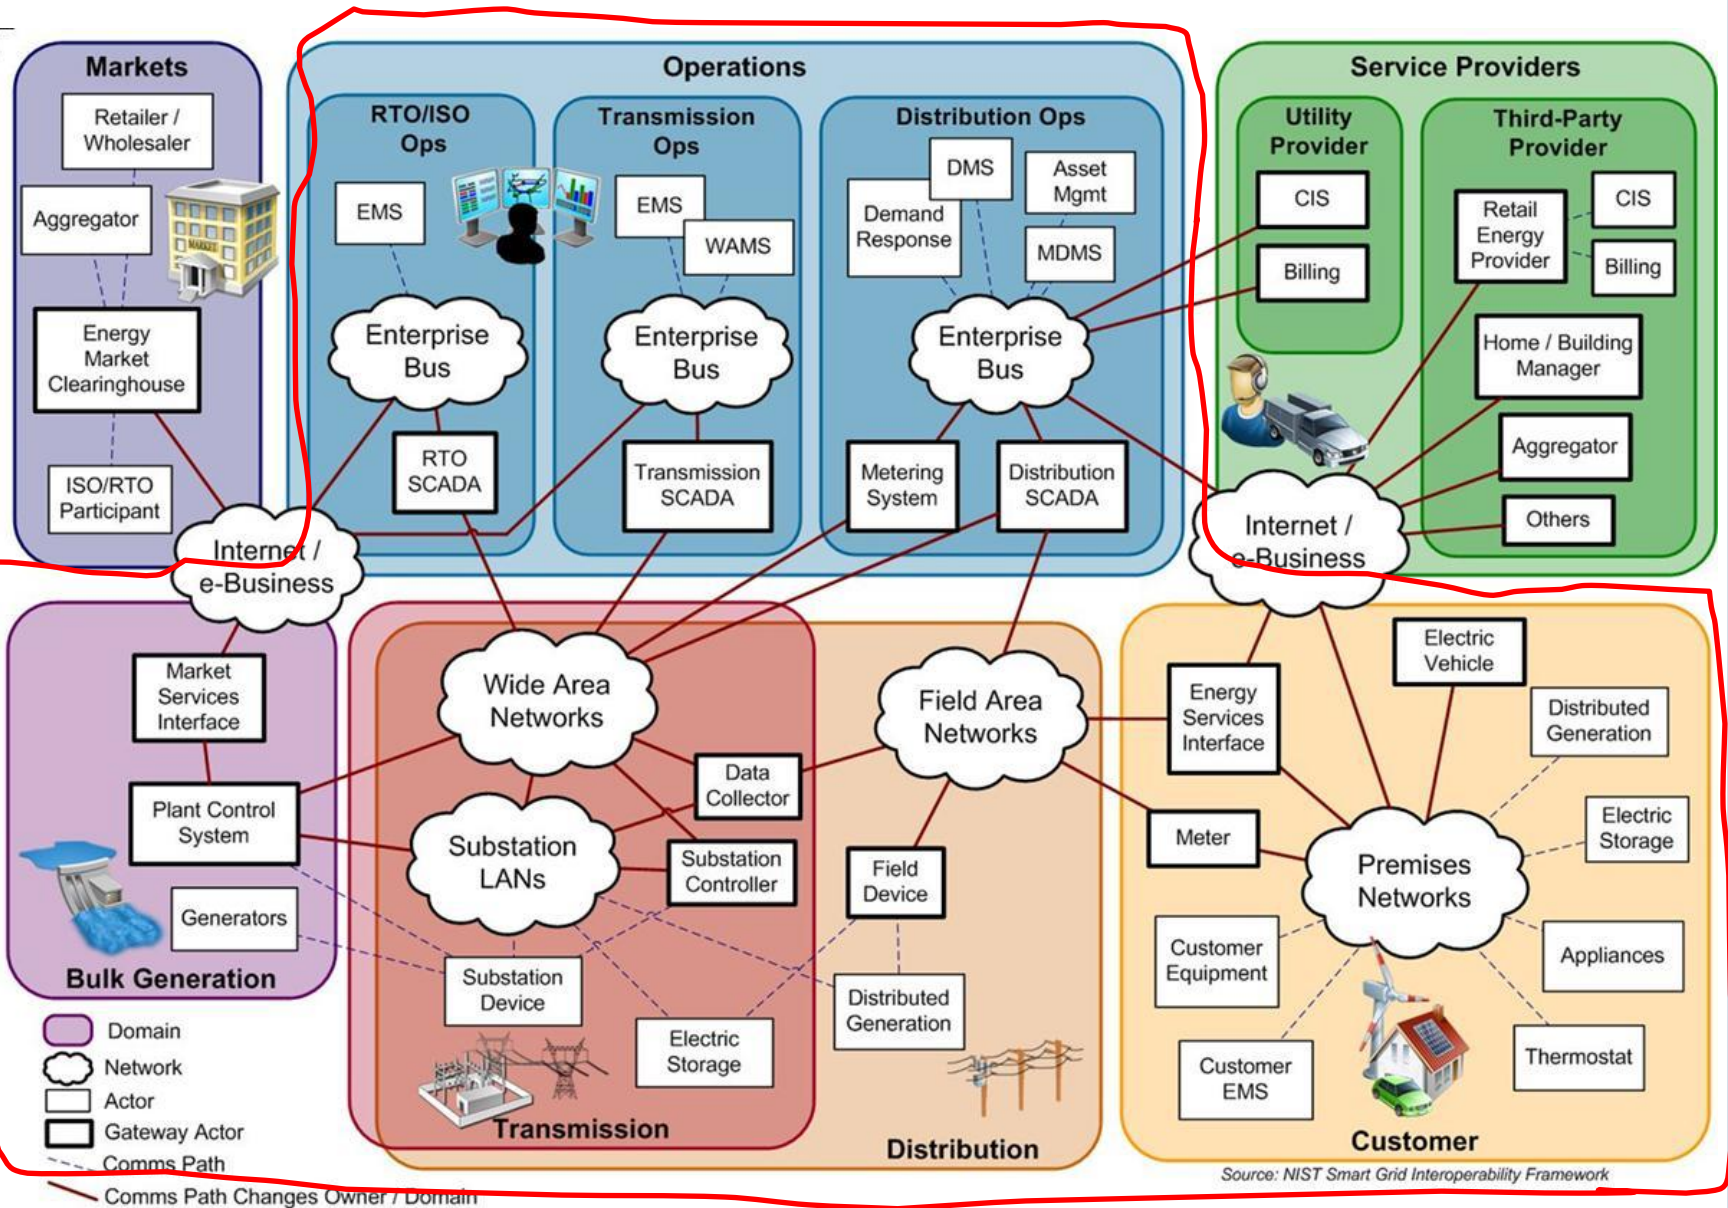 Markets
Retailer /
Wholesaler
Aggregator
MARKET
Energy
Market
Clearinghouse
ISO/RTO
Participant
Internet /
e-Business
Operations
RTO/ISO
Ops
EMS
Enterprise
Bus
RTO
SCADA
Transmission
Ops
EMS
WAMS
Enterprise
Bus
Transmission
SCADA
Distribution Ops
Demand
Response
DMS
Asset
Mgmt
MDMS
Enterprise
Bus
Metering
System
Distribution
SCADA
Service Providers
Utility
Provider
CIS
Billing
Third-Party
Provider
Retail
Energy
Provider
CIS
Billing
Home / Building
Manager
Aggregator
Others
Internet /
e-Business
Market
Services
Interface
Plant Control
System
Generators
Bulk Generation
Wide Area
Networks
Substation
LANs
Data
Collector
Substation
Controller
Substation
Device
Electric
Storage
Transmission
Field Area
Networks
Field
Device
Distributed
Generation
Distribution
Energy
Services
Interface
Meter
Electric
Vehicle
Distributed
Generation
Electric
Storage
Premises
Networks
Customer
Equipment
Appliances
Customer
EMS
Thermostat
Customer
Source: NIST Smart Grid Interoperability Framework
Domain
Network
Actor
Gateway Actor
Comms Path
Comms Path Changes Owner / Domain